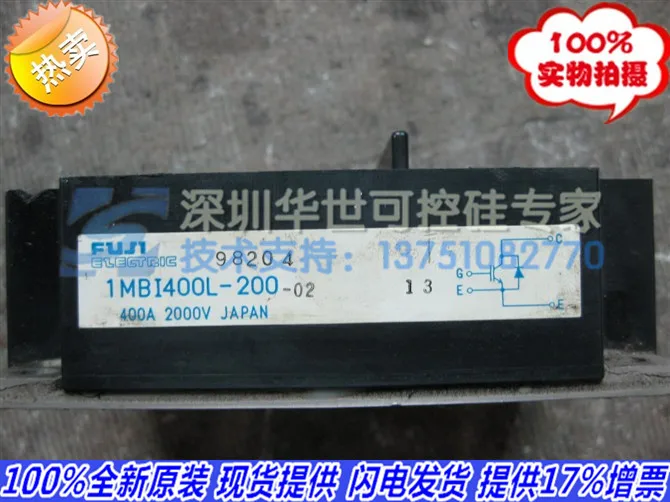 热卖
100%
实物拍摄
深圳华世可控硅专家
技术支持：13751082770
FUJI
ELECTRIC
98204
1MBI400L-200-02
13
400A 2000V JAPAN
C
G
E
E
100%全新原装 现货提供 闪电发货 提供17%增票